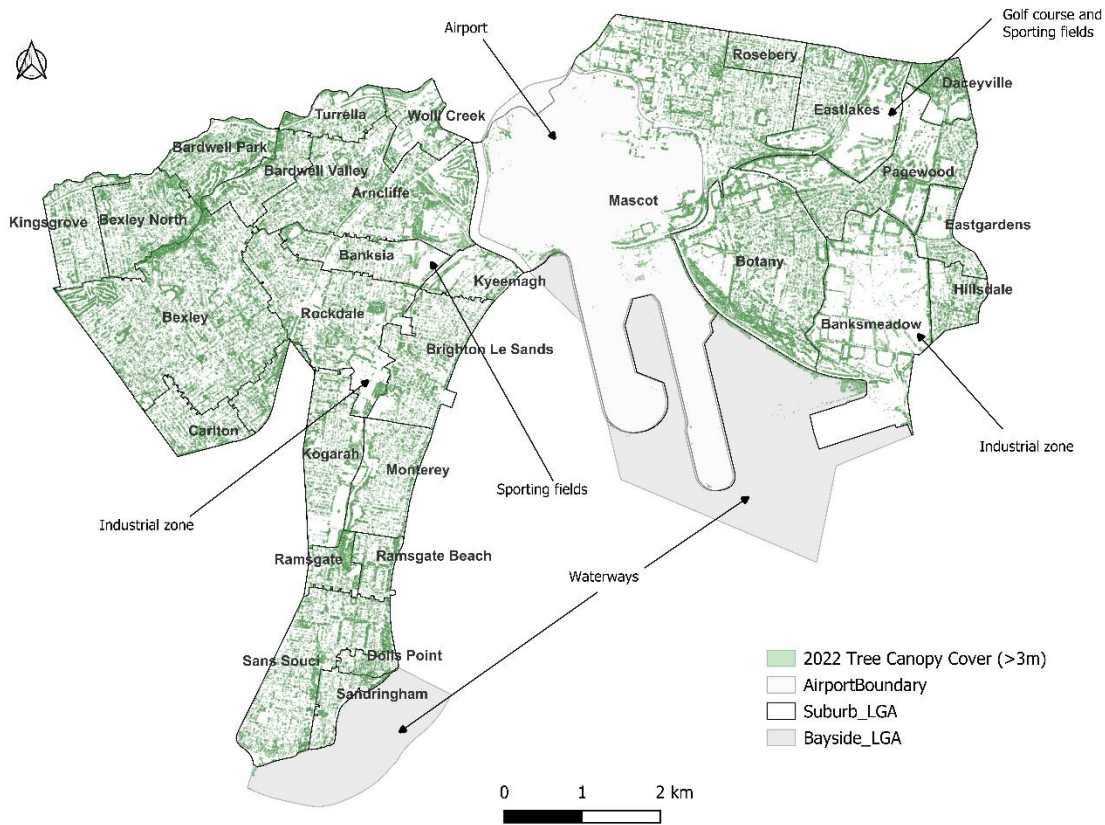 Golf course and
Sporting fields
Airport
Rosebery
Daceyville
Turrella
Wolli Creek
Eastlakes
Bardwell Park
Bardwell Valley
Pagewood
Arncliffe
Mascot
Kingsgrove
Bexley North
Eastgardens
Banksia
Botany
Kyeemagh
Hillsdale
Bexley
Rockdale
Banksmeadow
Brighton Le Sands
Carlton
Kogarah
Monterey
Industrial zone
Sporting fields
Industrial zone
Ramsgate
Ramsgate Beach
Waterways
Sans Souci
Dolls Point
Sandringham
2022 Tree Canopy Cover (>3m)
AirportBoundary
Suburb_LGA
Bayside_LGA
0 1 2 km